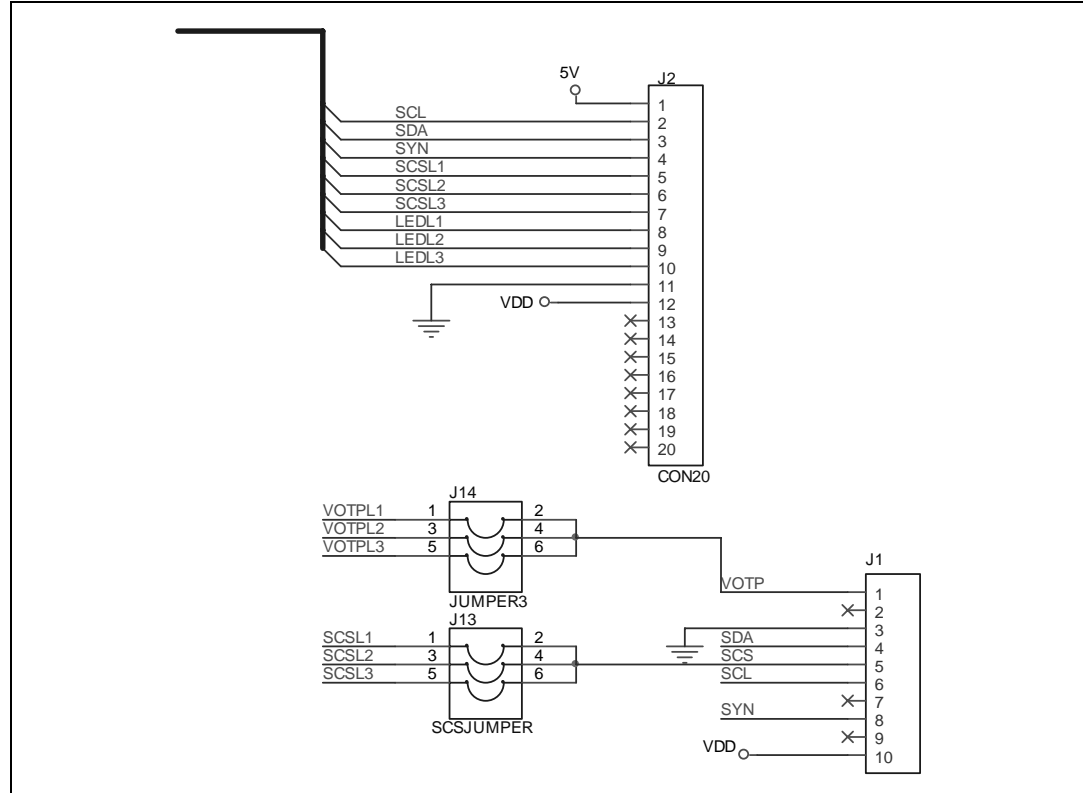 5V
J2
1
SCL 2
SDA 3
SYN 4
SCSL1 5
SCSL2 6
SCSL3 7
LEDL1 8
LEDL2 9
LEDL3 10
11
VDD 12
13
14
15
16
17
18
19
20
CON20
J14
VOTPL1 1 2
VOTPL2 3 4
VOTPL3 5 6
JUMPER3
J13
SCSL1 1 2
SCSL2 3 4
SCSL3 5 6
SCSJUMPER
J1
VOTP 1
2
3
SDA 4
SCS 5
SCL 6
7
SYN 8
9
VDD 10